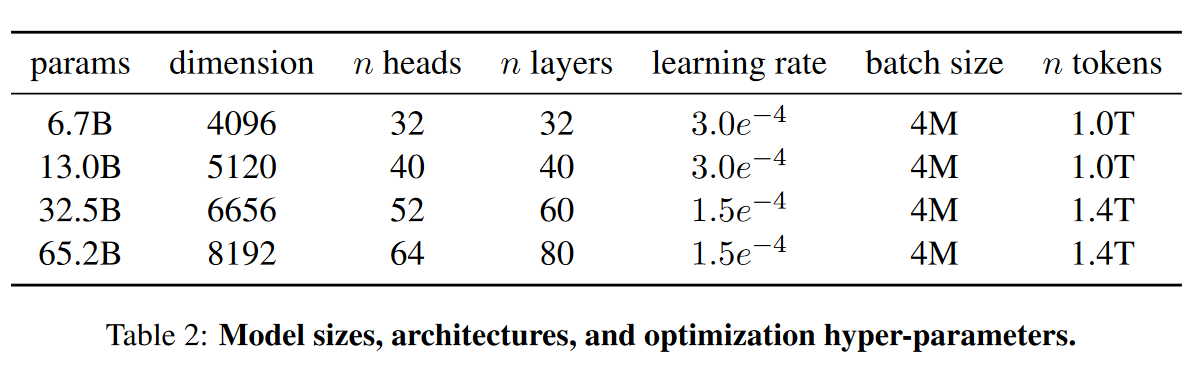 params dimension n heads n layers learning rate batch size n tokens
6.7B 4096 32 32 3.0e⁻⁴ 4M 1.0T
13.0B 5120 40 40 3.0e⁻⁴ 4M 1.0T
32.5B 6656 52 60 1.5e⁻⁴ 4M 1.4T
65.2B 8192 64 80 1.5e⁻⁴ 4M 1.4T
Table 2: Model sizes, architectures, and optimization hyper-parameters.